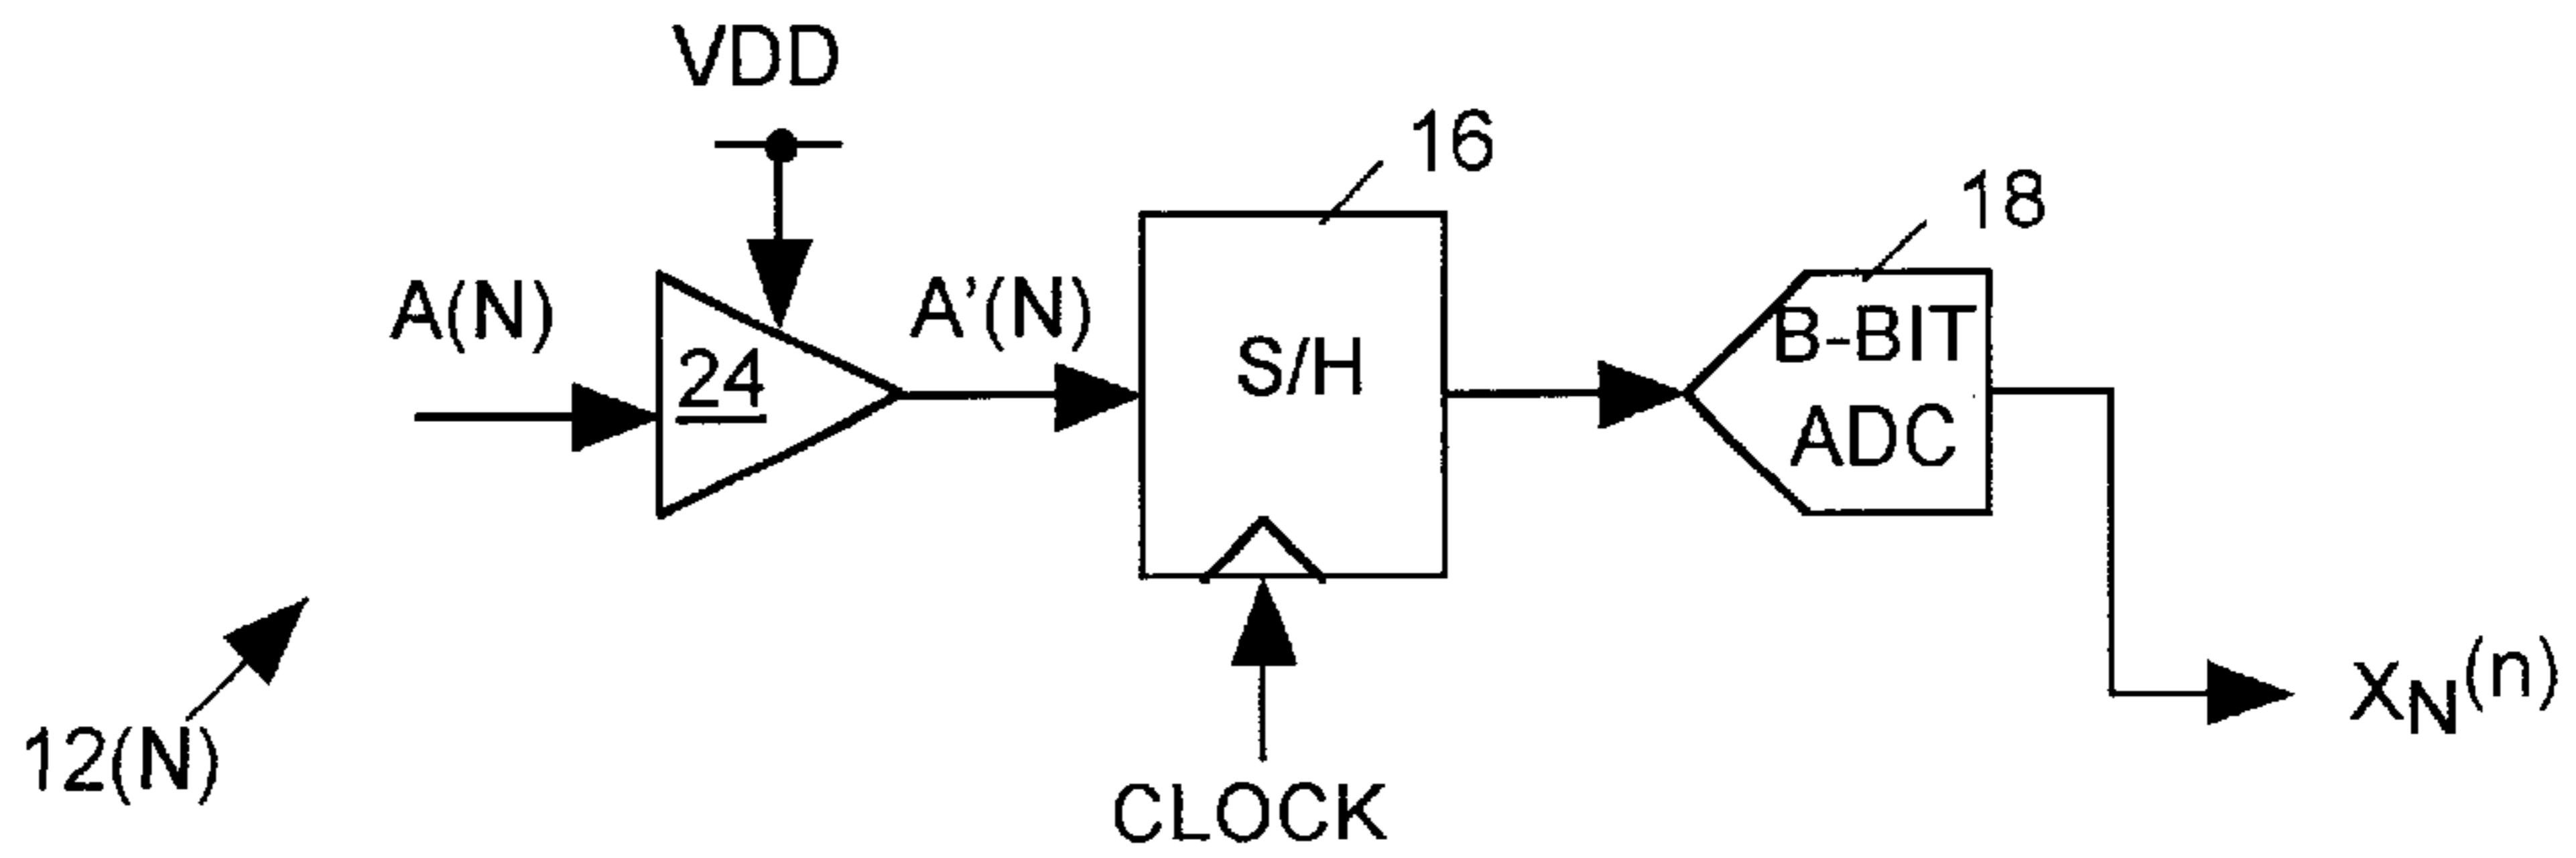 VDD
16
18
A(N)
A'(N)
24
S/H
B-BIT
ADC
12(N)
CLOCK
XN(n)